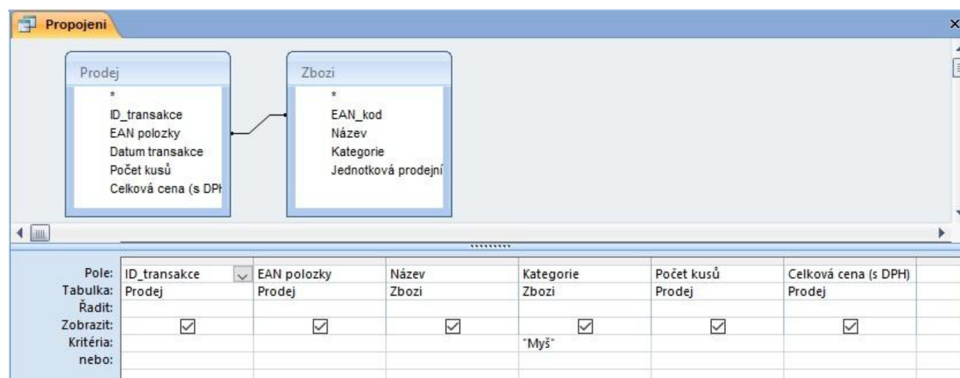 Propojeni
Prodej
*
ID_transakce
EAN polozky
Datum transakce
Počet kusů
Celková cena (s DPH
Zbozi
*
EAN_kod
Název
Kategorie
Jednotková prodejní
Pole: ID_transakce EAN polozky Název Kategorie Počet kusů Celková cena (s DPH)
Tabulka: Prodej Prodej Zbozi Zbozi Prodej Prodej
Řadit:
Zobrazit:
Kritéria: "Myš"
nebo: